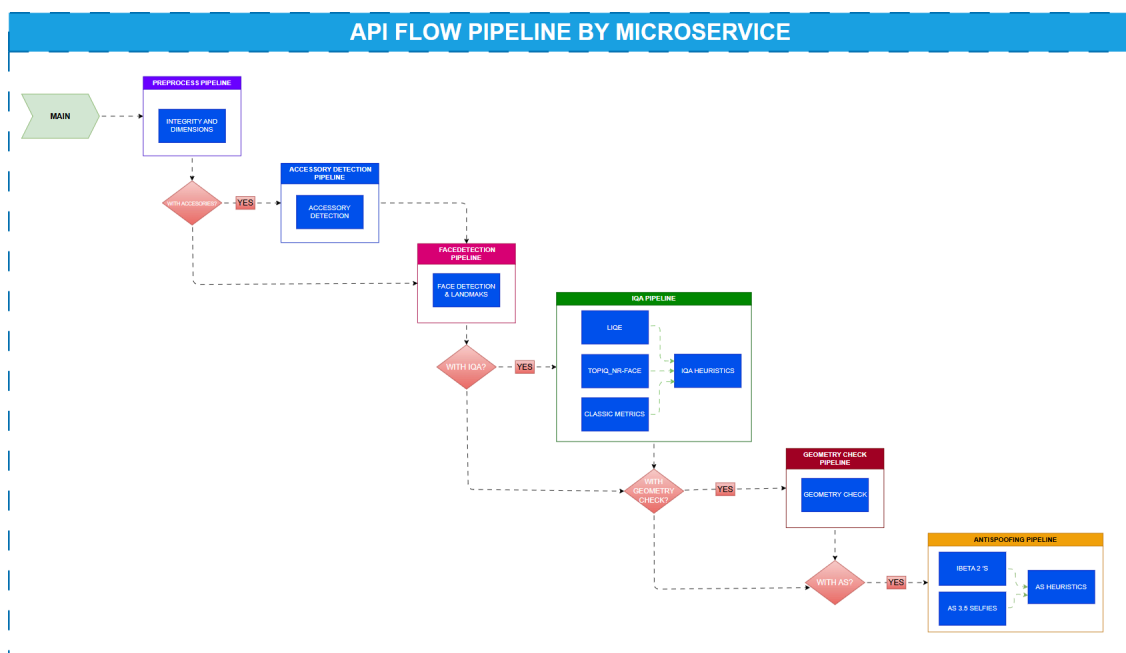 API FLOW PIPELINE BY MICROSERVICE
PREPROCESS PIPELINE
MAIN
INTEGRITY AND
DIMENSIONS
ACCESSORY DETECTION
PIPELINE
WITH ACCESORIES?
YES
ACCESSORY
DETECTION
FACEDETECTION
PIPELINE
FACE DETECTION
& LANDMAKS
IQA PIPELINE
LIQE
WITH IQA?
YES
TOPIQ_NR-FACE
IQA HEURISTICS
CLASSIC METRICS
GEOMETRY CHECK
PIPELINE
WITH
GEOMETRY
CHECK?
YES
GEOMETRY CHECK
ANTISPOOFING PIPELINE
IBETA 2 'S
WITH AS?
YES
AS HEURISTICS
AS 3.5 SELFIES